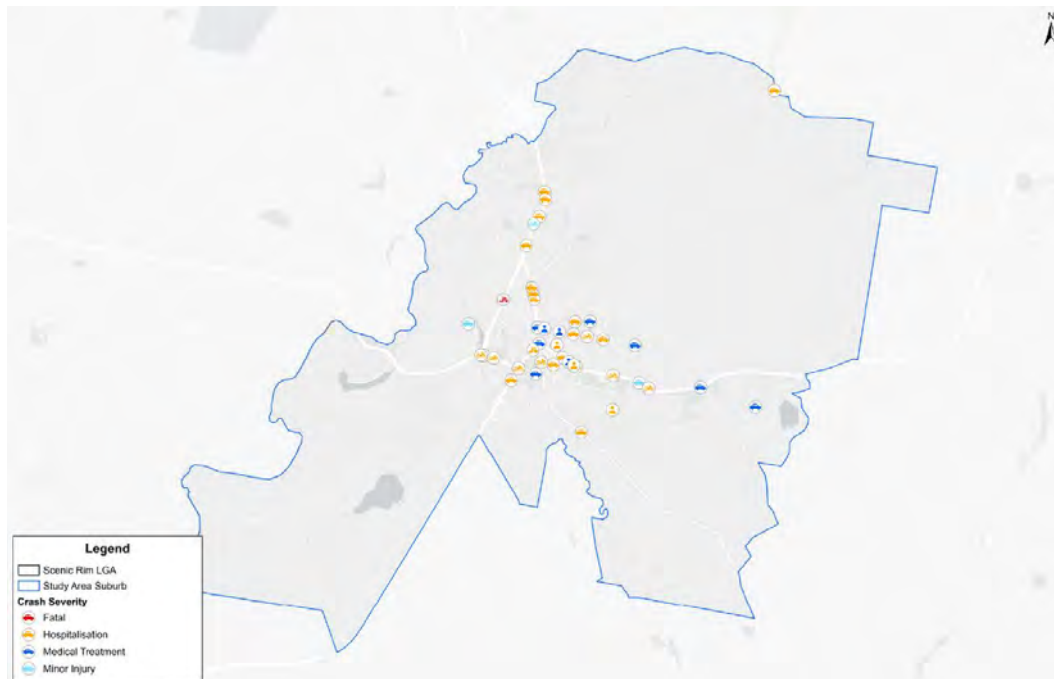 N
Legend
Scenic Rim LGA
Study Area Suburb
Crash Severity
Fatal
Hospitalisation
Medical Treatment
Minor Injury